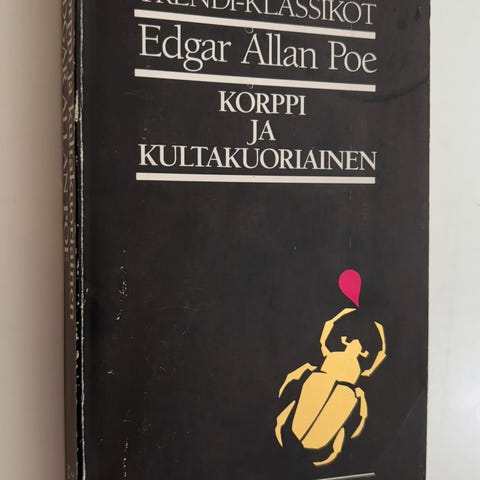 TRENDI-KLASSIKOT
Edgar Allan Poe
KORPPI
JA
KULTAKUORIAINEN